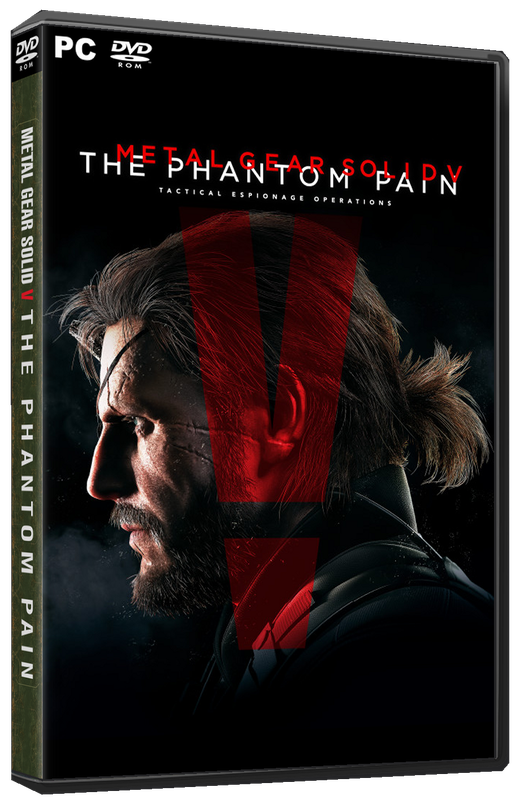 DVD
ROM
METAL GEAR SOLID V THE PHANTOM PAIN
PC DVD
ROM
METAL GEAR SOLID V
THE PHANTOM PAIN
TACTICAL ESPIONAGE OPERATIONS